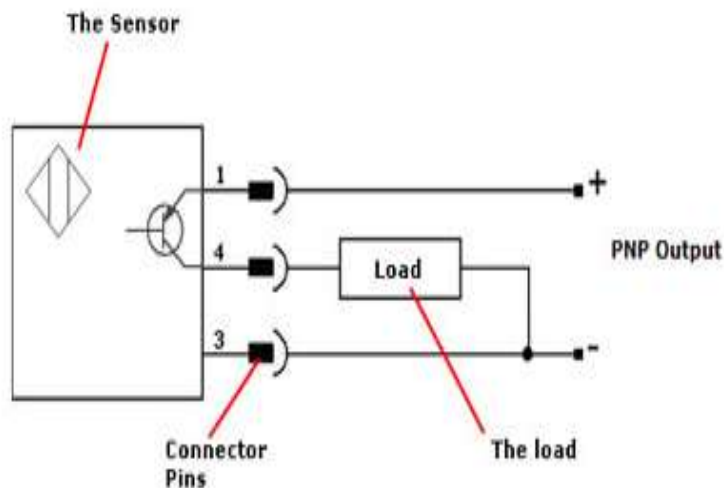 The Sensor
1
+
PNP Output
4
Load
3
-
Connector
Pins
The load